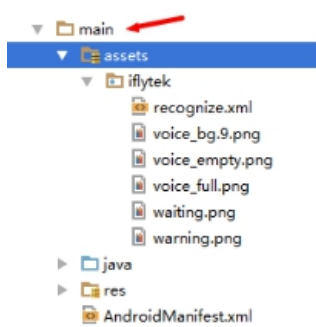 main
assets
iflytek
recognize.xml
voice_bg.9.png
voice_empty.png
voice_full.png
waiting.png
warning.png
java
res
AndroidManifest.xml